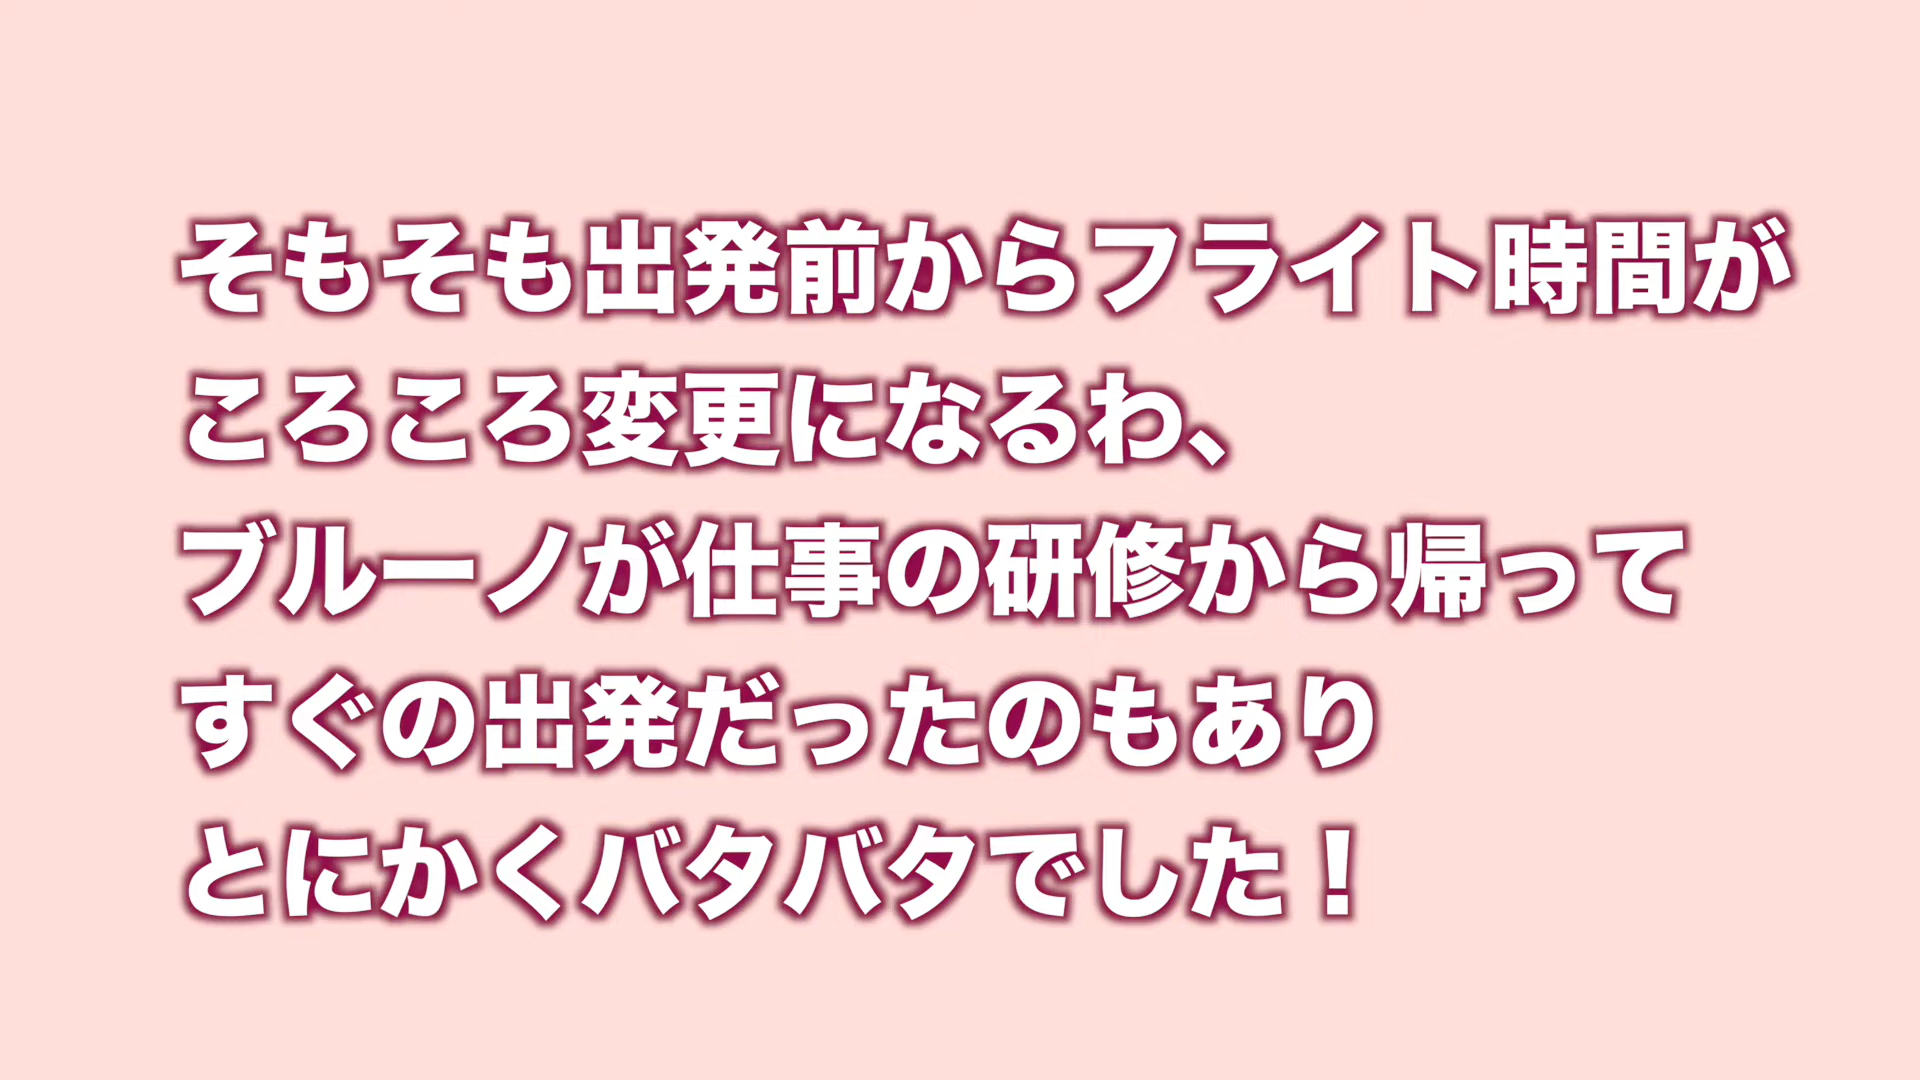 そもそも出発前からフライト時間が
ころころ変更になるわ、
ブルーノが仕事の研修から帰って
すぐの出発だったのもあり
とにかくバタバタでした！